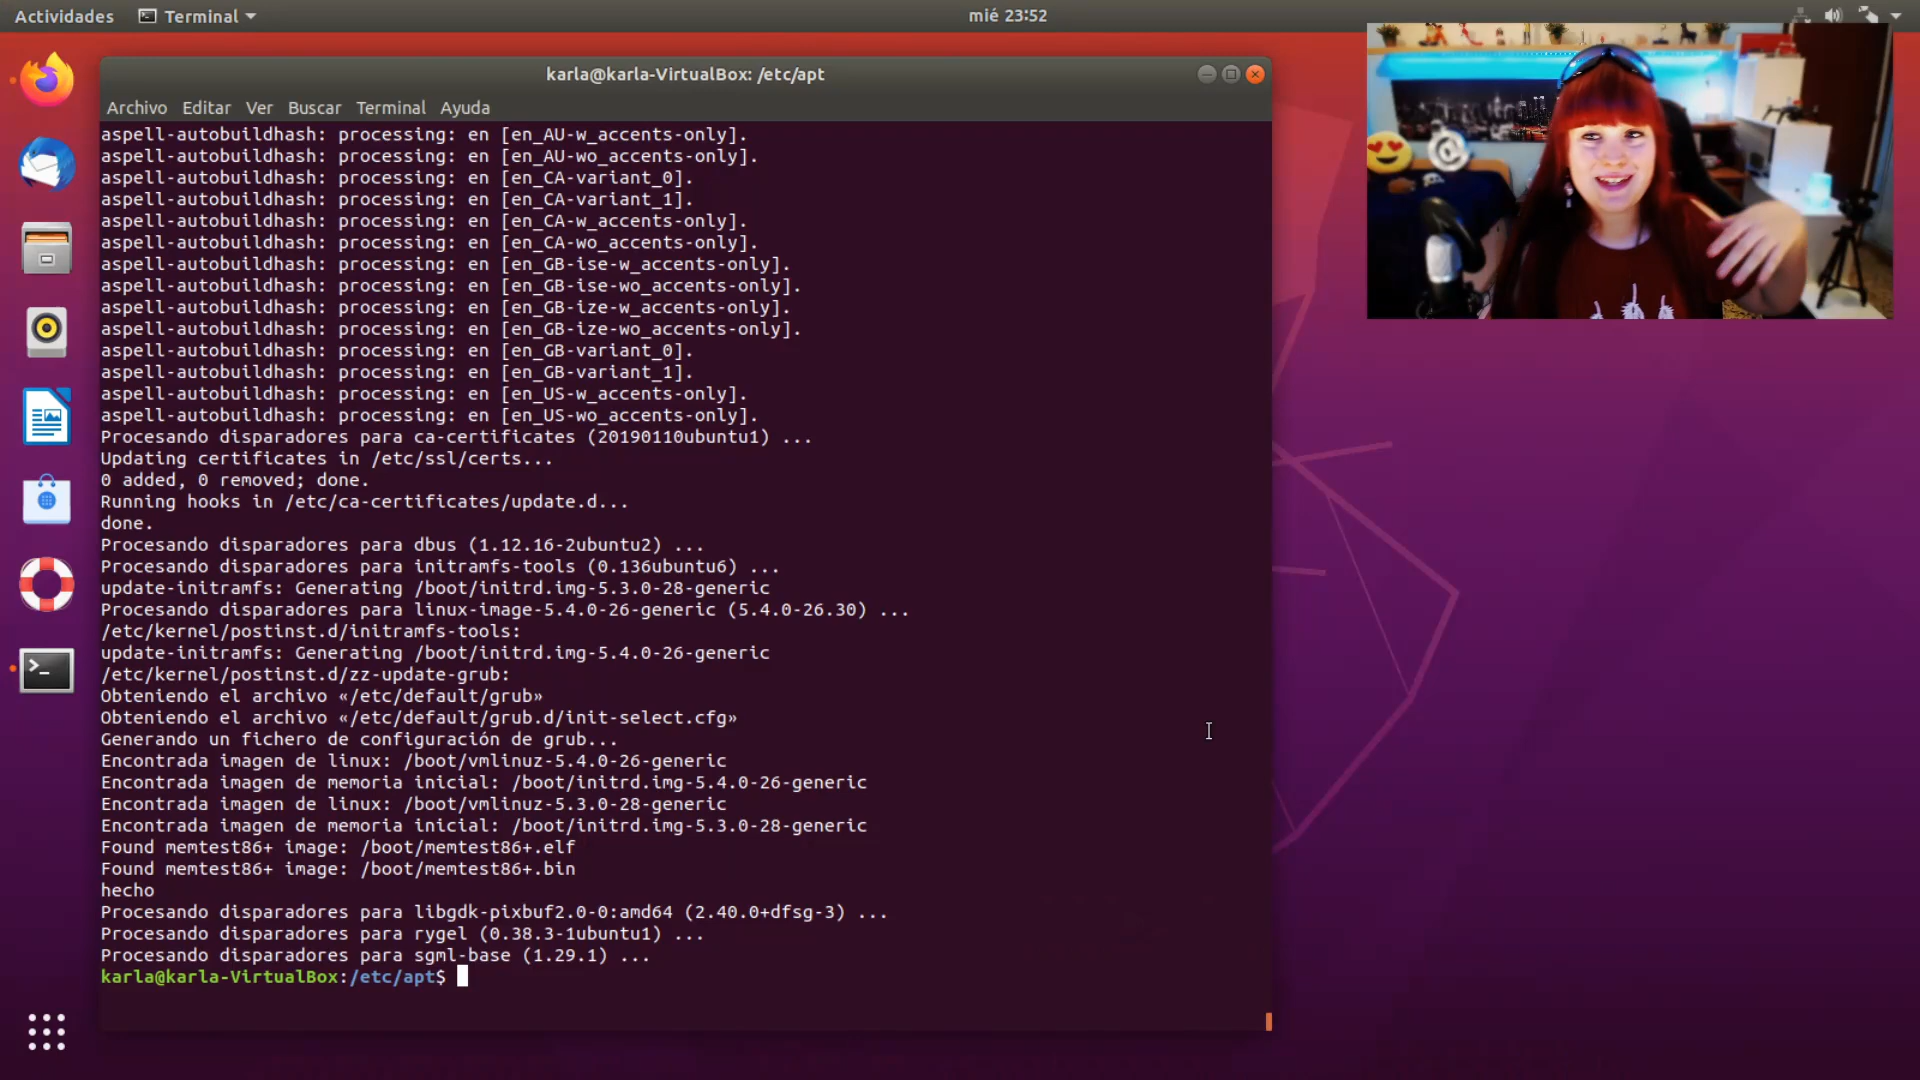 Actividades
Terminal
mié 23:52
karla@karla-VirtualBox: /etc/apt
Archivo Editar Ver Buscar Terminal Ayuda
aspell-autobuildhash: processing: en [en_AU-w_accents-only].
aspell-autobuildhash: processing: en [en_AU-wo_accents-only].
aspell-autobuildhash: processing: en [en_CA-variant_0].
aspell-autobuildhash: processing: en [en_CA-variant_1].
aspell-autobuildhash: processing: en [en_CA-w_accents-only].
aspell-autobuildhash: processing: en [en_CA-wo_accents-only].
aspell-autobuildhash: processing: en [en_GB-ise-w_accents-only].
aspell-autobuildhash: processing: en [en_GB-ise-wo_accents-only].
aspell-autobuildhash: processing: en [en_GB-ize-w_accents-only].
aspell-autobuildhash: processing: en [en_GB-ize-wo_accents-only].
aspell-autobuildhash: processing: en [en_GB-variant_0].
aspell-autobuildhash: processing: en [en_GB-variant_1].
aspell-autobuildhash: processing: en [en_US-w_accents-only].
aspell-autobuildhash: processing: en [en_US-wo_accents-only].
Procesando disparadores para ca-certificates (20190110ubuntu1) ...
Updating certificates in /etc/ssl/certs...
0 added, 0 removed; done.
Running hooks in /etc/ca-certificates/update.d...
done.
Procesando disparadores para dbus (1.12.16-2ubuntu2) ...
Procesando disparadores para initramfs-tools (0.136ubuntu6) ...
update-initramfs: Generating /boot/initrd.img-5.3.0-28-generic
Procesando disparadores para linux-image-5.4.0-26-generic (5.4.0-26.30) ...
/etc/kernel/postinst.d/initramfs-tools:
update-initramfs: Generating /boot/initrd.img-5.4.0-26-generic
/etc/kernel/postinst.d/zz-update-grub:
Obteniendo el archivo «/etc/default/grub»
Obteniendo el archivo «/etc/default/grub.d/init-select.cfg»
Generando un fichero de configuración de grub...
Encontrada imagen de linux: /boot/vmlinuz-5.4.0-26-generic
Encontrada imagen de memoria inicial: /boot/initrd.img-5.4.0-26-generic
Encontrada imagen de linux: /boot/vmlinuz-5.3.0-28-generic
Encontrada imagen de memoria inicial: /boot/initrd.img-5.3.0-28-generic
Found memtest86+ image: /boot/memtest86+.elf
Found memtest86+ image: /boot/memtest86+.bin
hecho
Procesando disparadores para libgdk-pixbuf2.0-0:amd64 (2.40.0+dfsg-3) ...
Procesando disparadores para rygel (0.38.3-1ubuntu1) ...
Procesando disparadores para sgml-base (1.29.1) ...
karla@karla-VirtualBox:/etc/apt$